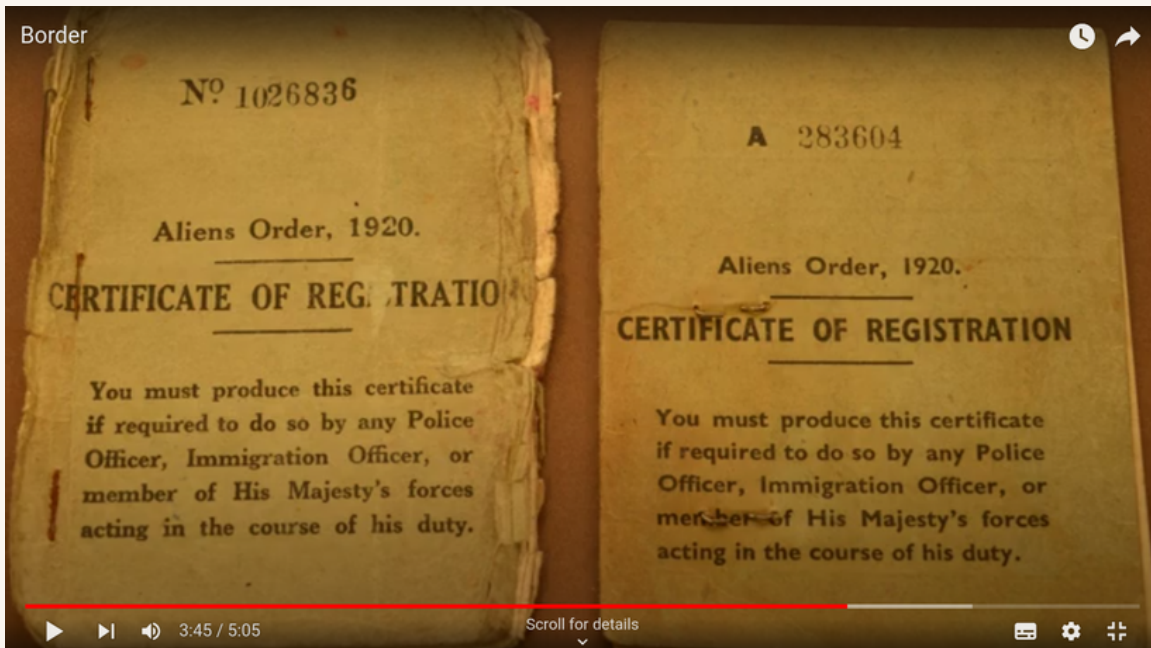 Border
Nº 1026836
Aliens Order, 1920.
CERTIFICATE OF REG TRATIO
You must produce this certificate
if required to do so by any Police
Officer, Immigration Officer, or
member of His Majesty's forces
acting in the course of his duty.
A 283604
Aliens Order, 1920.
CERTIFICATE OF REGISTRATION
You must produce this certificate
if required to do so by any Police
Officer, Immigration Officer, or
member of His Majesty's forces
acting in the course of his duty.
3:45 / 5:05
Scroll for details